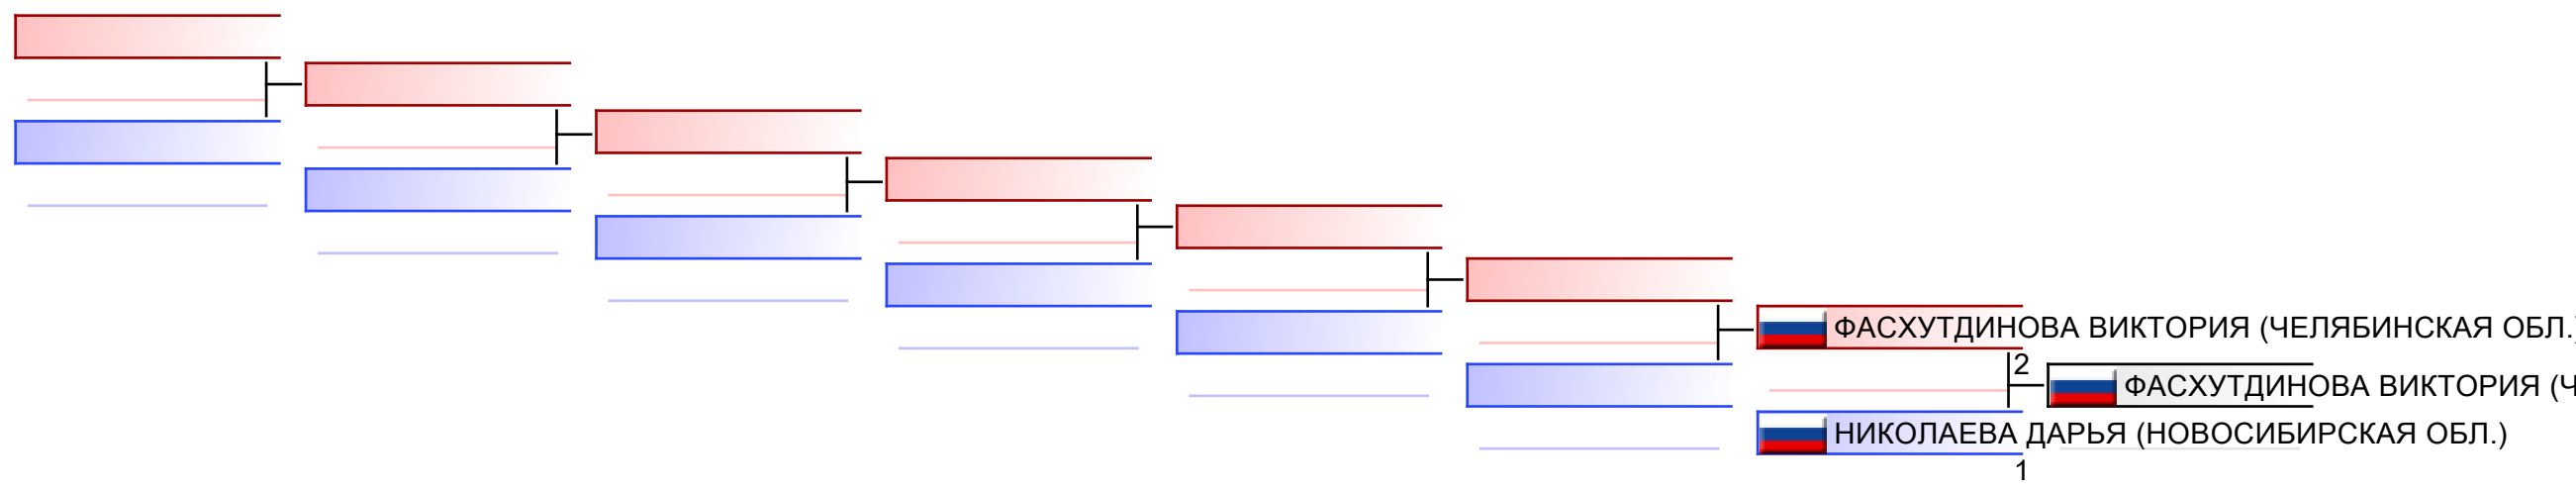 ФАСХУТДИНОВА ВИКТОРИЯ (ЧЕЛЯБИНСКАЯ ОБЛ.)
2
ФАСХУТДИНОВА ВИКТОРИЯ (Ч
НИКОЛАЕВА ДАРЬЯ (НОВОСИБИРСКАЯ ОБЛ.)
1